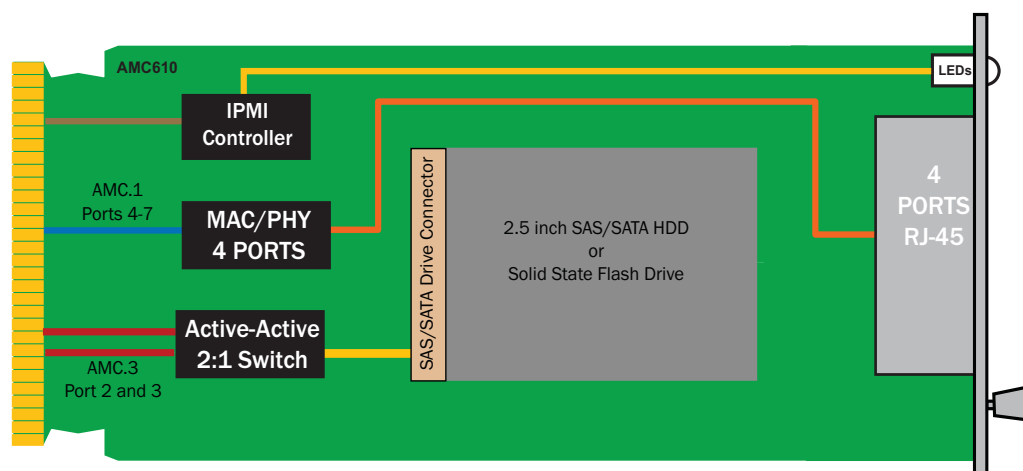 AMC610
LEDs
IPMI
Controller
AMC.1
Ports 4-7
MAC/PHY
4 PORTS
SAS/SATA Drive Connector
2.5 inch SAS/SATA HDD
or
Solid State Flash Drive
4
PORTS
RJ-45
Active-Active
2:1 Switch
AMC.3
Port 2 and 3